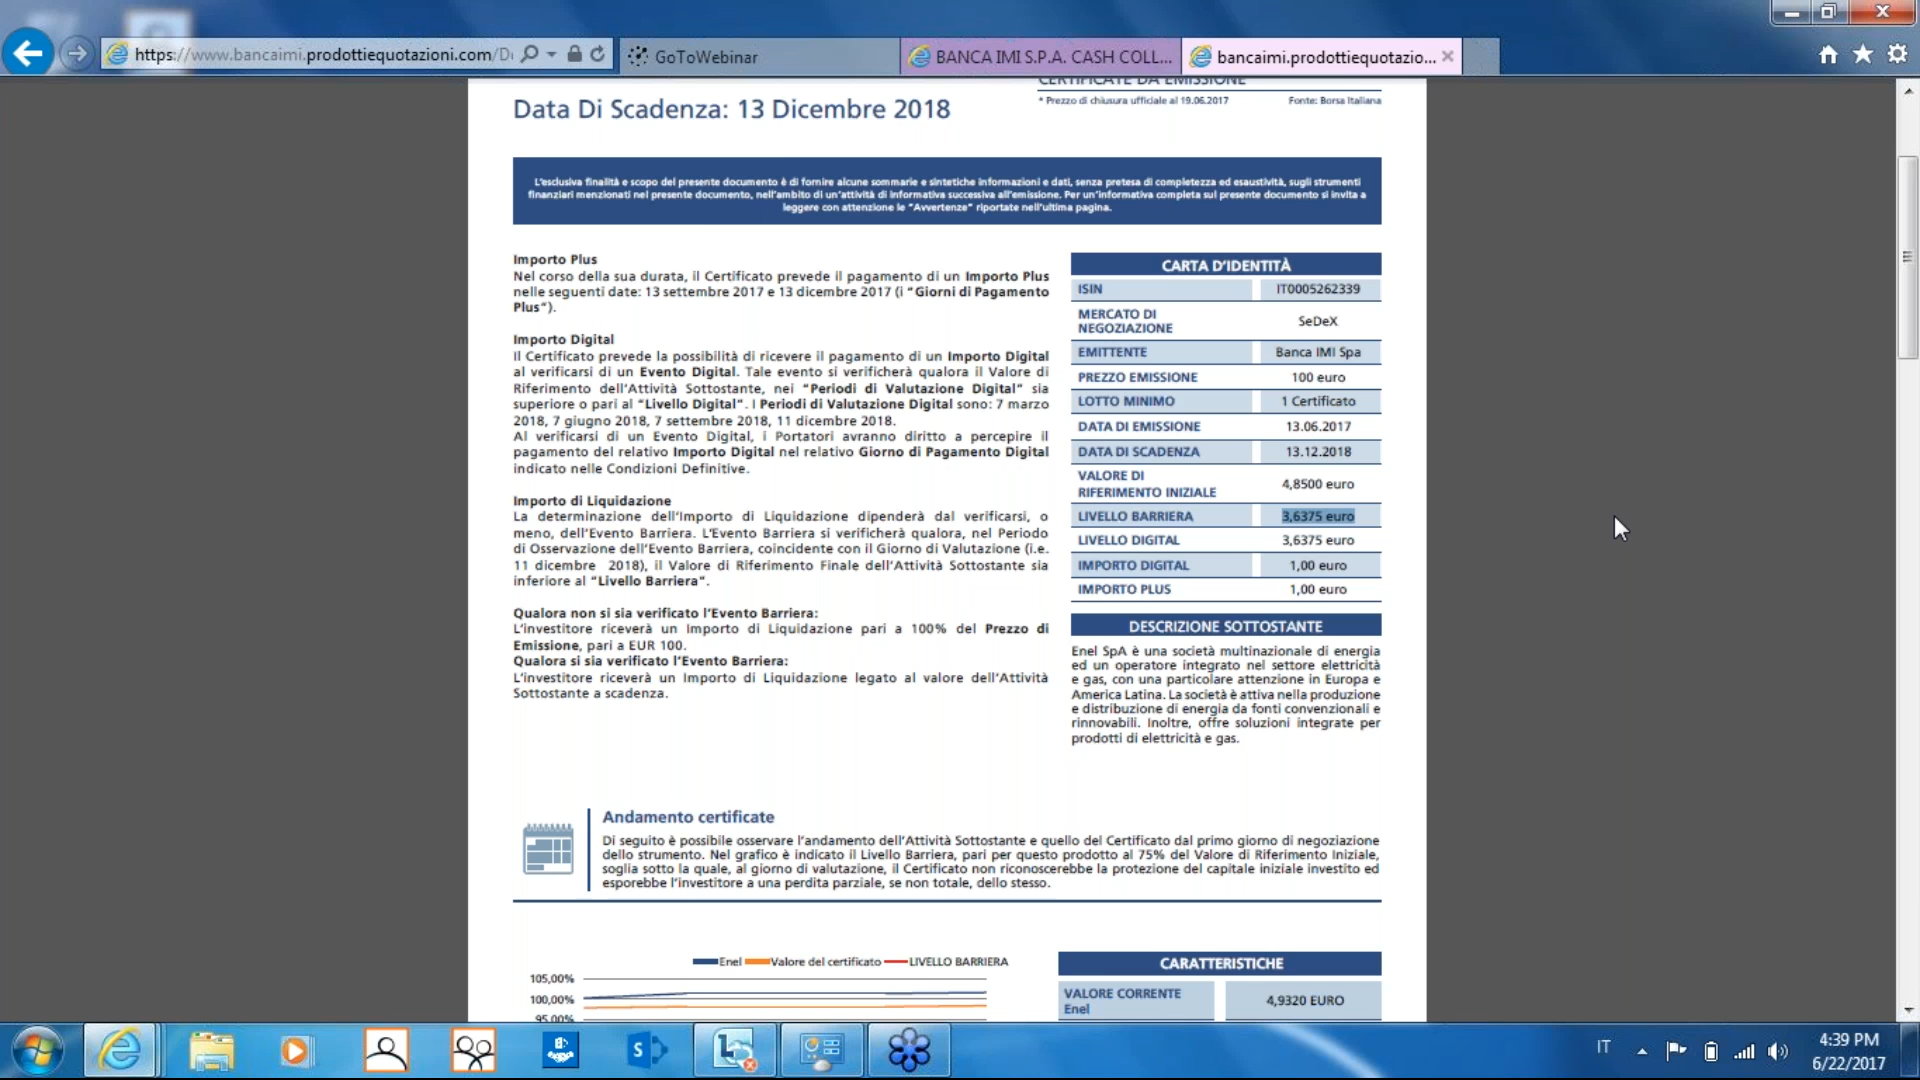 https://www.bancaimi.prodottiequotazioni.com/D
GoToWebinar
BANCA IMI S.P.A. CASH COLL...
bancaimi.prodottiequotazio...
CERTIFICATE DA EMISSIONE
Data Di Scadenza: 13 Dicembre 2018
* Prezzo di chiusura ufficiale al 19.06.2017
Fonte: Borsa Italiana
L'esclusiva finalità e scopo del presente documento è di fornire alcune sommarie e sintetiche informazioni e dati, senza pretesa di completezza ed esaustività, sugli strumenti
finanziari menzionati nel presente documento, nell'ambito di un'attività di informativa successiva all'emissione. Per un'informativa completa sul presente documento si invita a
leggere con attenzione le "Avvertenze" riportate nell'ultima pagina.
Importo Plus
Nel corso della sua durata, il Certificato prevede il pagamento di un Importo Plus
nelle seguenti date: 13 settembre 2017 e 13 dicembre 2017 (i "Giorni di Pagamento
Plus").
Importo Digital
Il Certificato prevede la possibilità di ricevere il pagamento di un Importo Digital
al verificarsi di un Evento Digital. Tale evento si verificherà qualora il Valore di
Riferimento dell'Attività Sottostante, nei "Periodi di Valutazione Digital" sia
superiore o pari al "Livello Digital". I Periodi di Valutazione Digital sono: 7 marzo
2018, 7 giugno 2018, 7 settembre 2018, 11 dicembre 2018.
Al verificarsi di un Evento Digital, i Portatori avranno diritto a percepire il
pagamento del relativo Importo Digital nel relativo Giorno di Pagamento Digital
indicato nelle Condizioni Definitive.
Importo di Liquidazione
La determinazione dell'Importo di Liquidazione dipenderà dal verificarsi, o
meno, dell'Evento Barriera. L'Evento Barriera si verificherà qualora, nel Periodo
di Osservazione dell'Evento Barriera, coincidente con il Giorno di Valutazione (i.e.
11 dicembre 2018), il Valore di Riferimento Finale dell'Attività Sottostante sia
inferiore al "Livello Barriera".
Qualora non si sia verificato l'Evento Barriera:
L'investitore riceverà un Importo di Liquidazione pari a 100% del Prezzo di
Emissione, pari a EUR 100.
Qualora si sia verificato l'Evento Barriera:
L'investitore riceverà un Importo di Liquidazione legato al valore dell'Attività
Sottostante a scadenza.
CARTA D'IDENTITÀ
ISIN IT0005262339
MERCATO DI
NEGOZIAZIONE SeDeX
EMITTENTE Banca IMI Spa
PREZZO EMISSIONE 100 euro
LOTTO MINIMO 1 Certificato
DATA DI EMISSIONE 13.06.2017
DATA DI SCADENZA 13.12.2018
VALORE DI
RIFERIMENTO INIZIALE 4,8500 euro
LIVELLO BARRIERA 3,6375 euro
LIVELLO DIGITAL 3,6375 euro
IMPORTO DIGITAL 1,00 euro
IMPORTO PLUS 1,00 euro
DESCRIZIONE SOTTOSTANTE
Enel SpA è una società multinazionale di energia
ed un operatore integrato nel settore elettricità
e gas, con una particolare attenzione in Europa e
America Latina. La società è attiva nella produzione
e distribuzione di energia da fonti convenzionali e
rinnovabili. Inoltre, offre soluzioni integrate per
prodotti di elettricità e gas.
Andamento certificate
Di seguito è possibile osservare l'andamento dell'Attività Sottostante e quello del Certificato dal primo giorno di negoziazione
dello strumento. Nel grafico è indicato il Livello Barriera, pari per questo prodotto al 75% del Valore di Riferimento Iniziale,
soglia sotto la quale, al giorno di valutazione, il Certificato non riconoscerebbe la protezione del capitale iniziale investito ed
esporebbe l'investitore a una perdita parziale, se non totale, dello stesso.
Enel Valore del certificato LIVELLO BARRIERA
105,00%
100,00%
95,00%
CARATTERISTICHE
VALORE CORRENTE
Enel 4,9320 EURO
IT
4:39 PM
6/22/2017